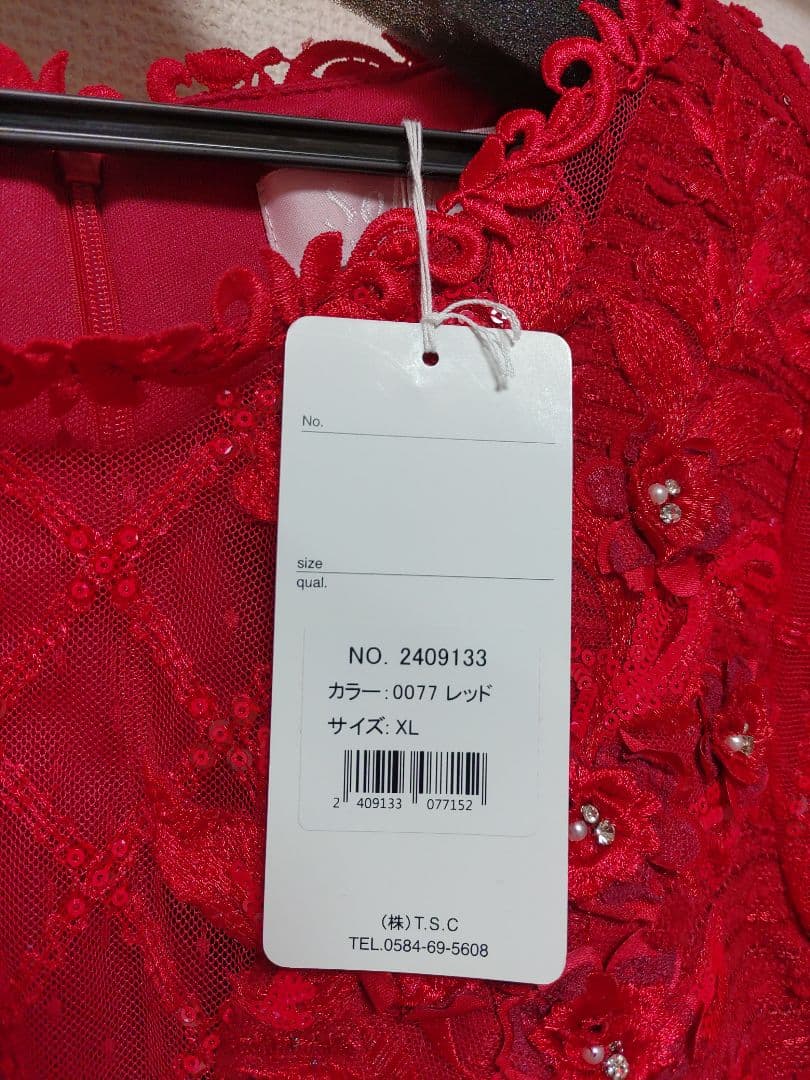 No.
size
qual.
NO. 2409133
カラー:0077 レッド
サイズ: XL
2 409133 077152
(株)T.S.C
TEL.0584-69-5608